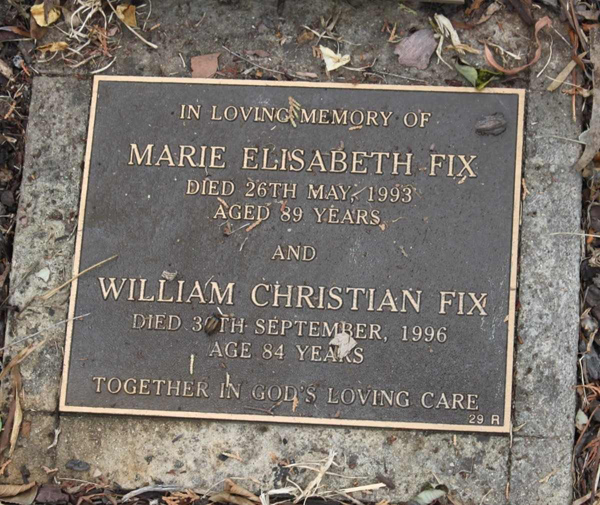 IN LOVING MEMORY OF
MARIE ELISABETH FIX
DIED 26TH MAY, 1993
AGED 89 YEARS
AND
WILLIAM CHRISTIAN FIX
DIED 30TH SEPTEMBER, 1996
AGE 84 YEARS
TOGETHER IN GOD'S LOVING CARE
29 R